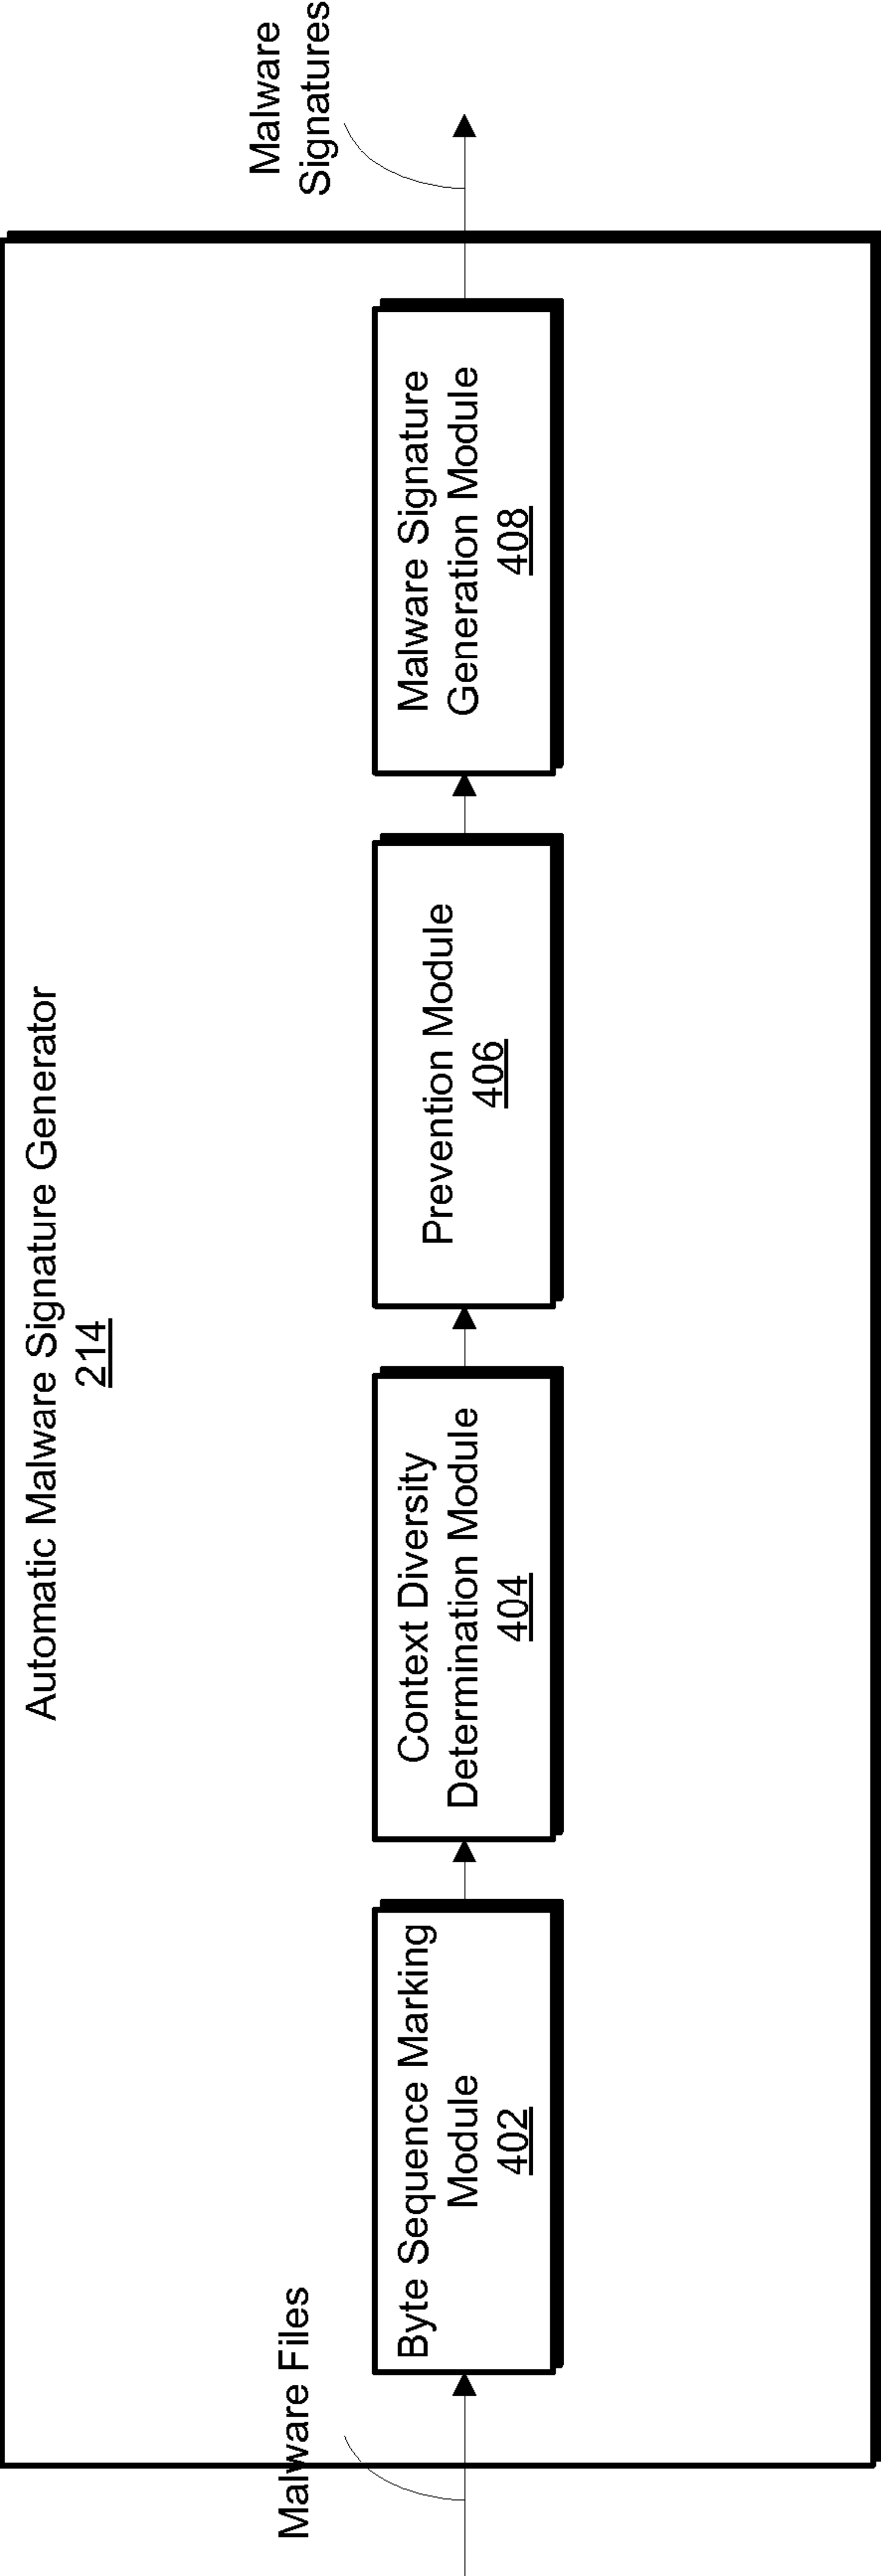 Automatic Malware Signature Generator
214
Malware Files
Byte Sequence Marking
Module
402
Context Diversity
Determination Module
404
Prevention Module
406
Malware Signature
Generation Module
408
Malware
Signatures